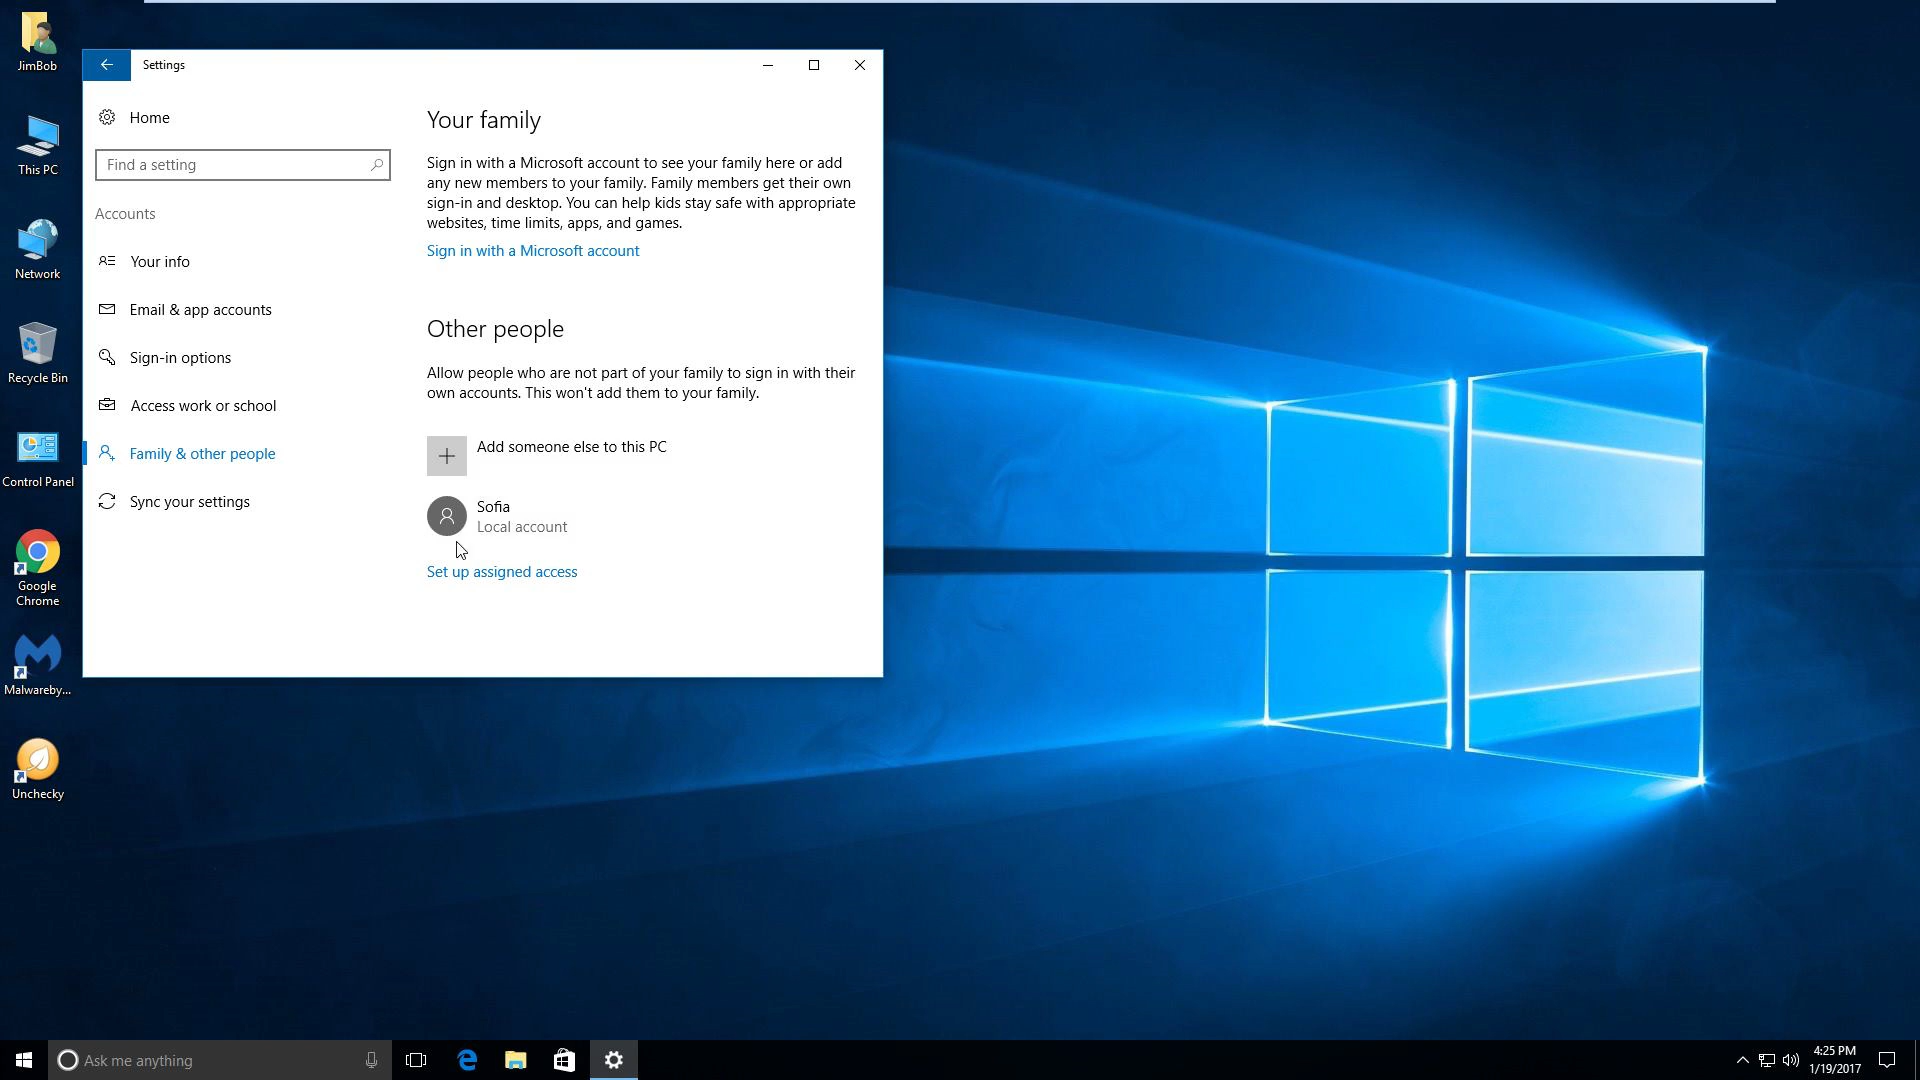 JimBob
This PC
Network
Recycle Bin
Control Panel
Google
Chrome
Malwareby...
Unchecky
Settings
Home
Find a setting
Accounts
Your info
Email & app accounts
Sign-in options
Access work or school
Family & other people
Sync your settings
Your family
Sign in with a Microsoft account to see your family here or add
any new members to your family. Family members get their own
sign-in and desktop. You can help kids stay safe with appropriate
websites, time limits, apps, and games.
Sign in with a Microsoft account
Other people
Allow people who are not part of your family to sign in with their
own accounts. This won't add them to your family.
Add someone else to this PC
Sofia
Local account
Set up assigned access
Ask me anything
4:25 PM
1/19/2017